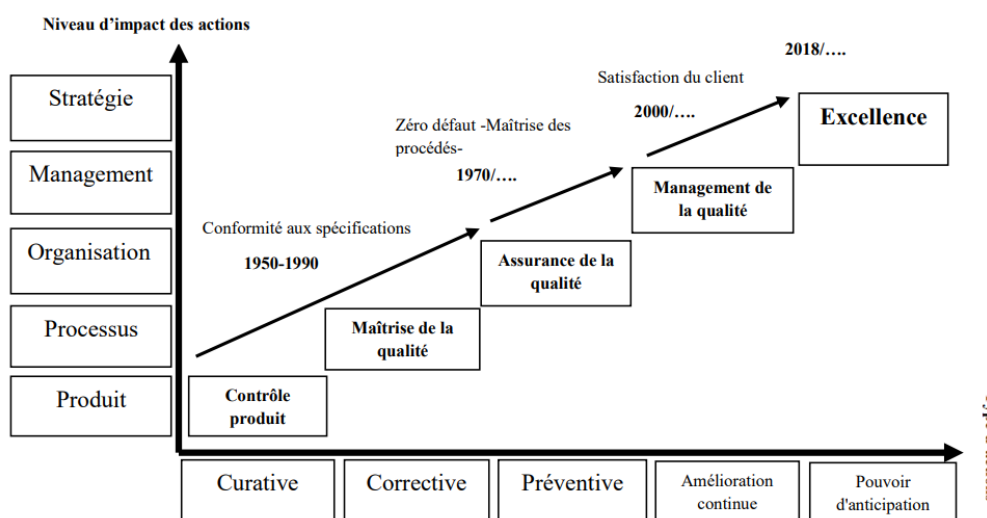 Niveau d'impact des actions
2018/….
Satisfaction du client
Stratégie
2000/….
Excellence
Zéro défaut -Maîtrise des
procédés-
Management
1970/….
Management de
la qualité
Conformité aux spécifications
Organisation
1950-1990
Assurance de la
qualité
Processus
Maîtrise de la
qualité
Produit
Contrôle
produit
Curative
Corrective
Préventive
Amélioration
continue
Pouvoir
d'anticipation